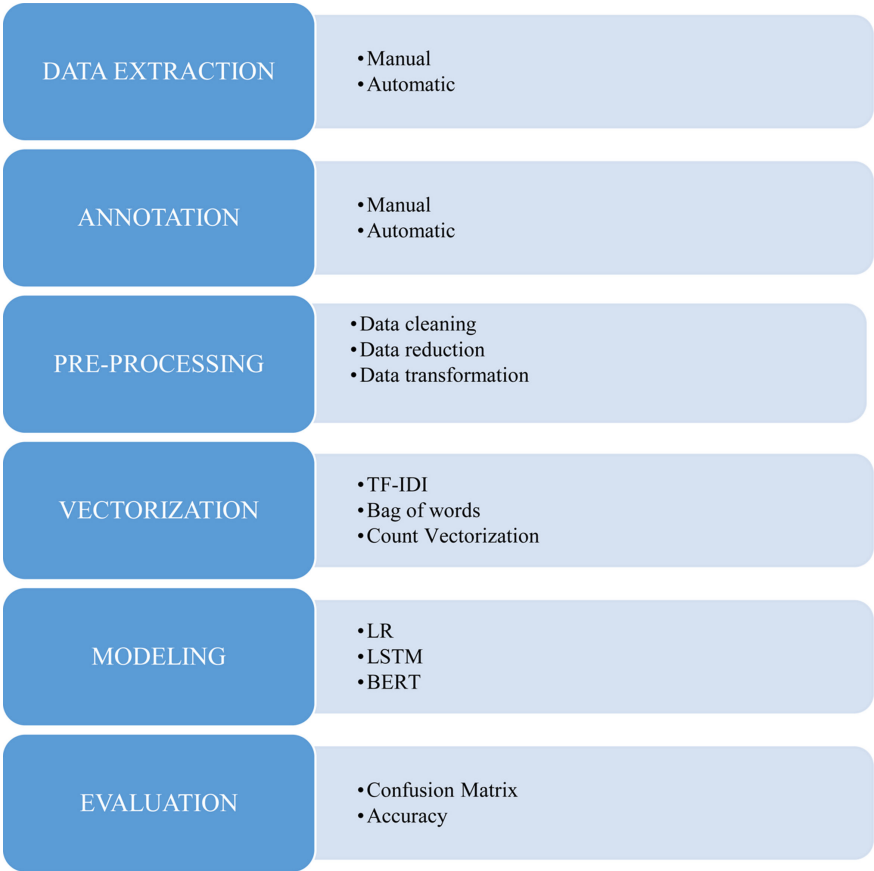 DATA EXTRACTION
•Manual
•Automatic
ANNOTATION
•Manual
•Automatic
PRE-PROCESSING
•Data cleaning
•Data reduction
•Data transformation
VECTORIZATION
•TF-IDI
•Bag of words
•Count Vectorization
MODELING
•LR
•LSTM
•BERT
EVALUATION
•Confusion Matrix
•Accuracy